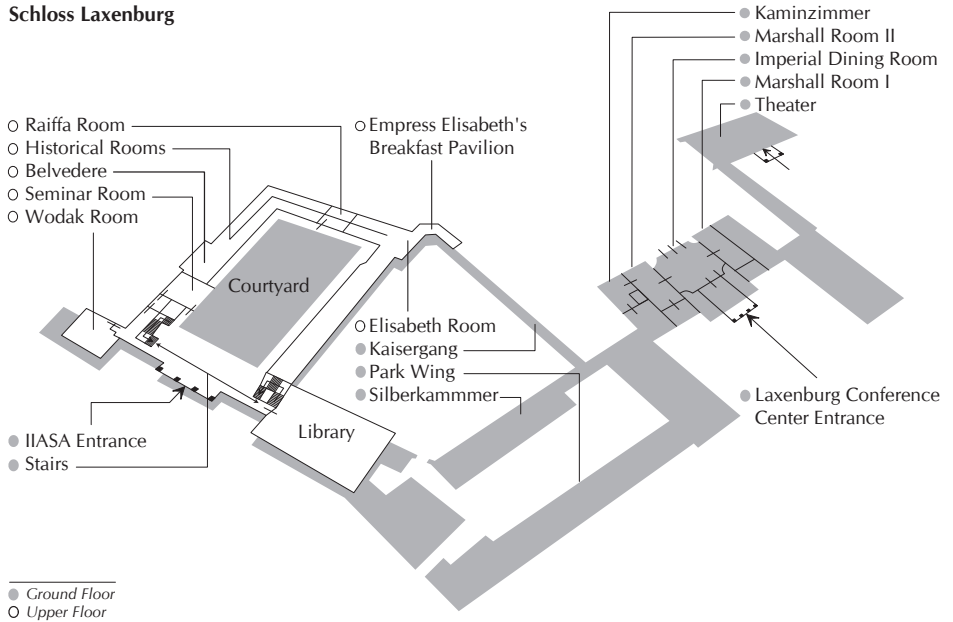 Schloss Laxenburg
Kaminzimmer
Marshall Room II
Imperial Dining Room
Marshall Room I
Theater
Raiffa Room
Historical Rooms
Belvedere
Seminar Room
Wodak Room
Empress Elisabeth's
Breakfast Pavilion
Courtyard
Elisabeth Room
Kaisergang
Park Wing
Silberkammmer
Laxenburg Conference
Center Entrance
Library
IIASA Entrance
Stairs
Ground Floor
Upper Floor